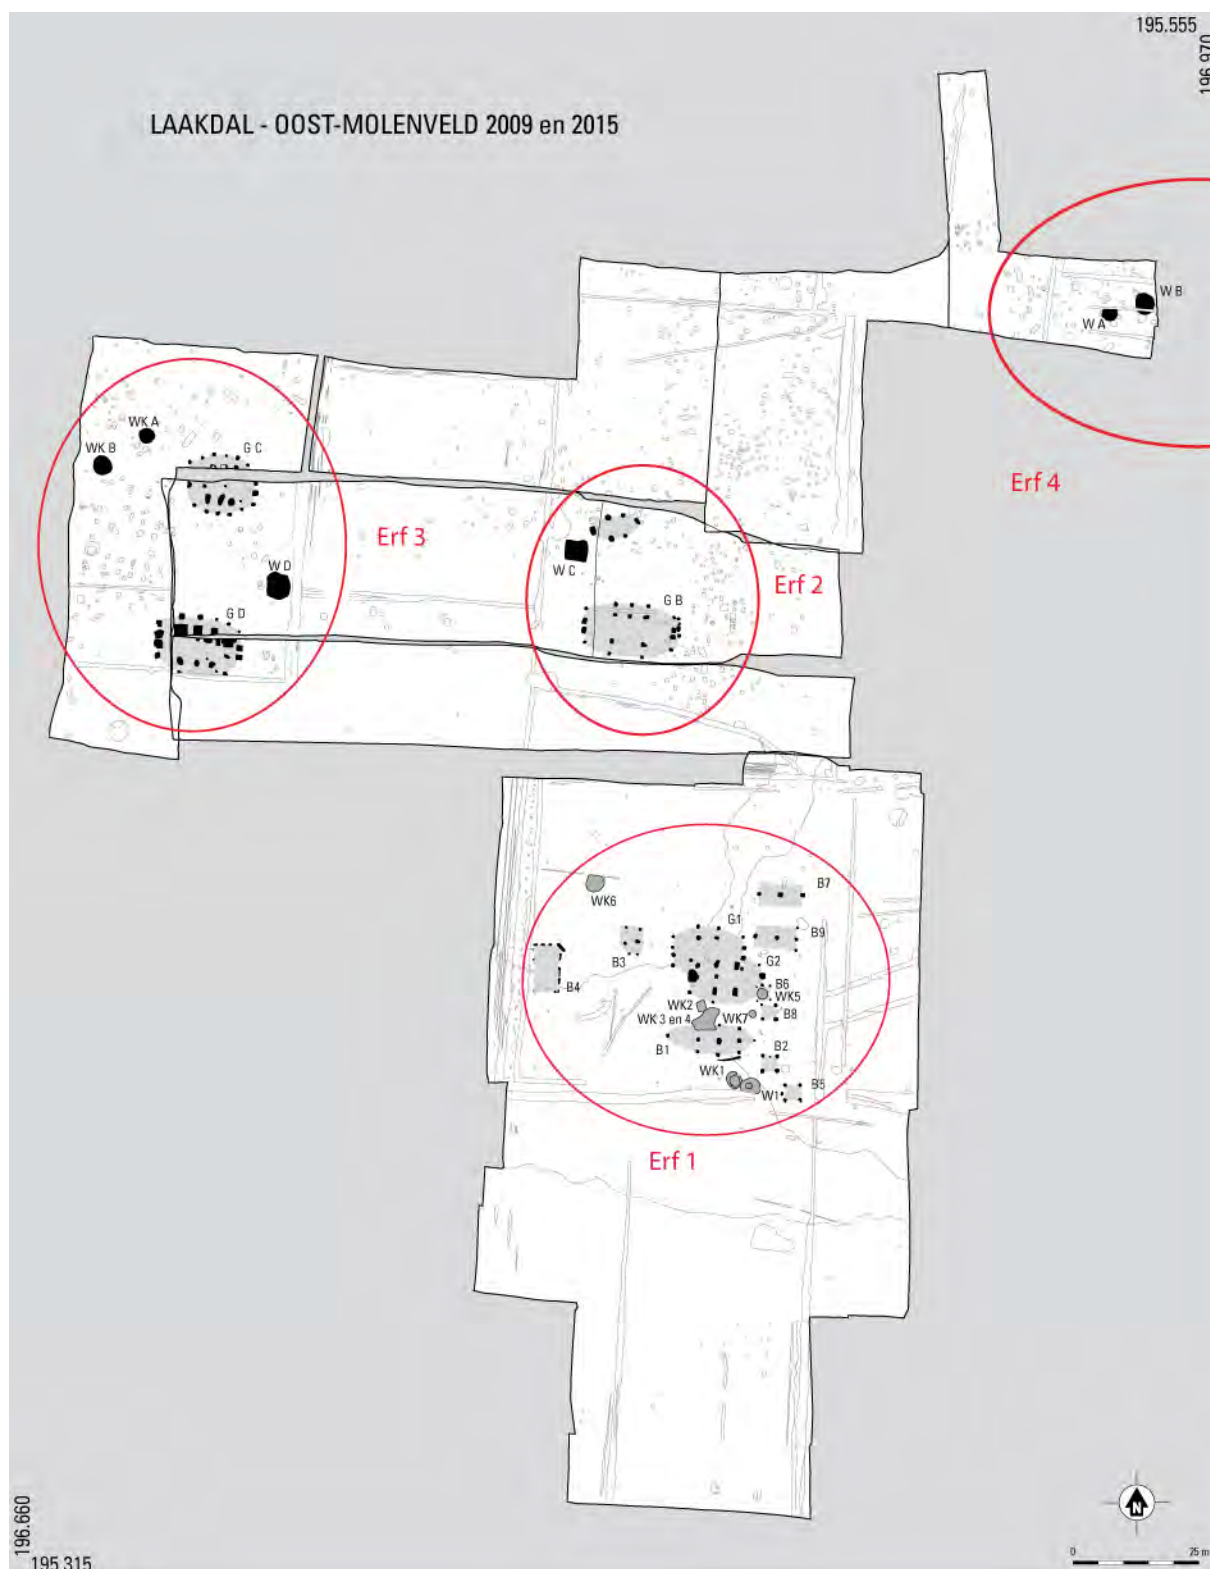 195.555
196.970
LAAKDAL - OOST-MOLENVELD 2009 en 2015
W B
W A
WK A
WK B
G C
Erf 4
Erf 3
W C
W D
Erf 2
G B
G D
B7
WK6
G1
B9
B3
G2
B4
B6
WK5
WK2
B8
WK 3 en 4
WK7
B1
B2
WK1
W1
B5
Erf 1
N
196.660
195.315
0 25 m